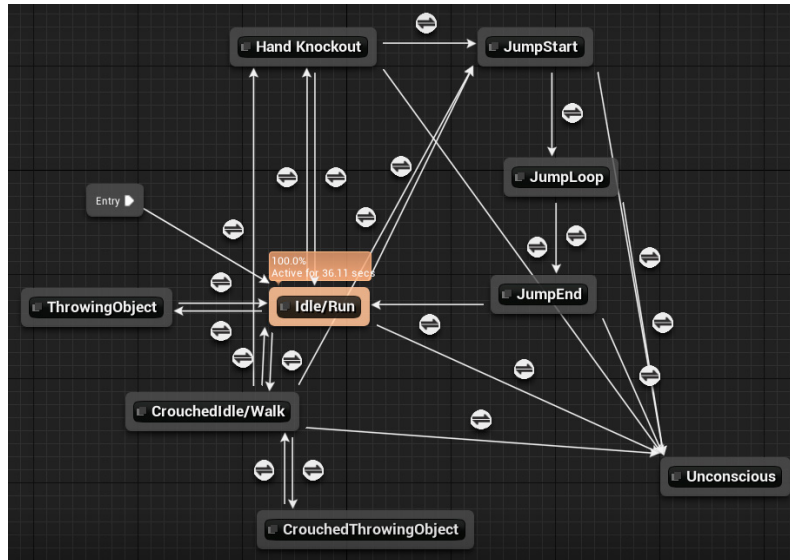 Hand Knockout
JumpStart
JumpLoop
Entry
100.0%
Active for 36.11 secs
ThrowingObject
Idle/Run
JumpEnd
CrouchedIdle/Walk
Unconscious
CrouchedThrowingObject